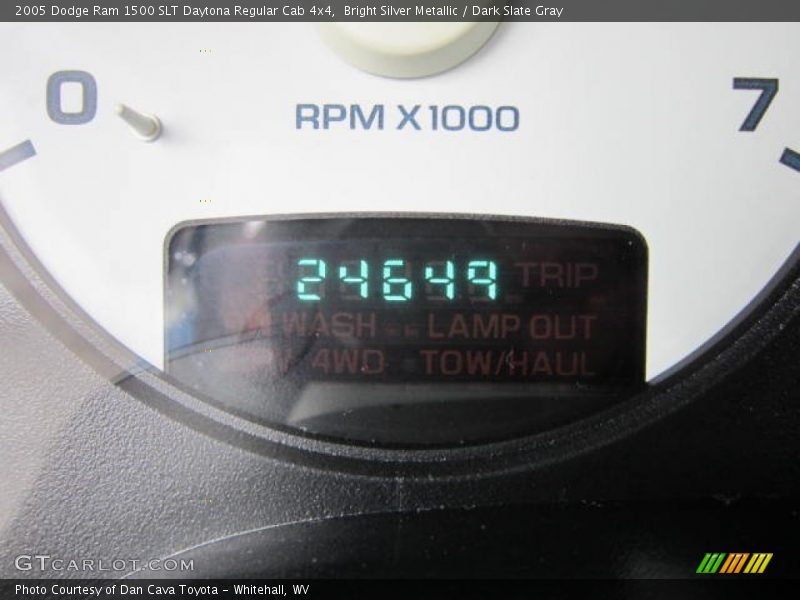 2005 Dodge Ram 1500 SLT Daytona Regular Cab 4x4,  Bright Silver Metallic / Dark Slate Gray
0
7
RPM X1000
24649 TRIP
WASH LAMP OUT
4WD TOW/HAUL
GTCARLOT.COM
Photo Courtesy of Dan Cava Toyota - Whitehall, WV